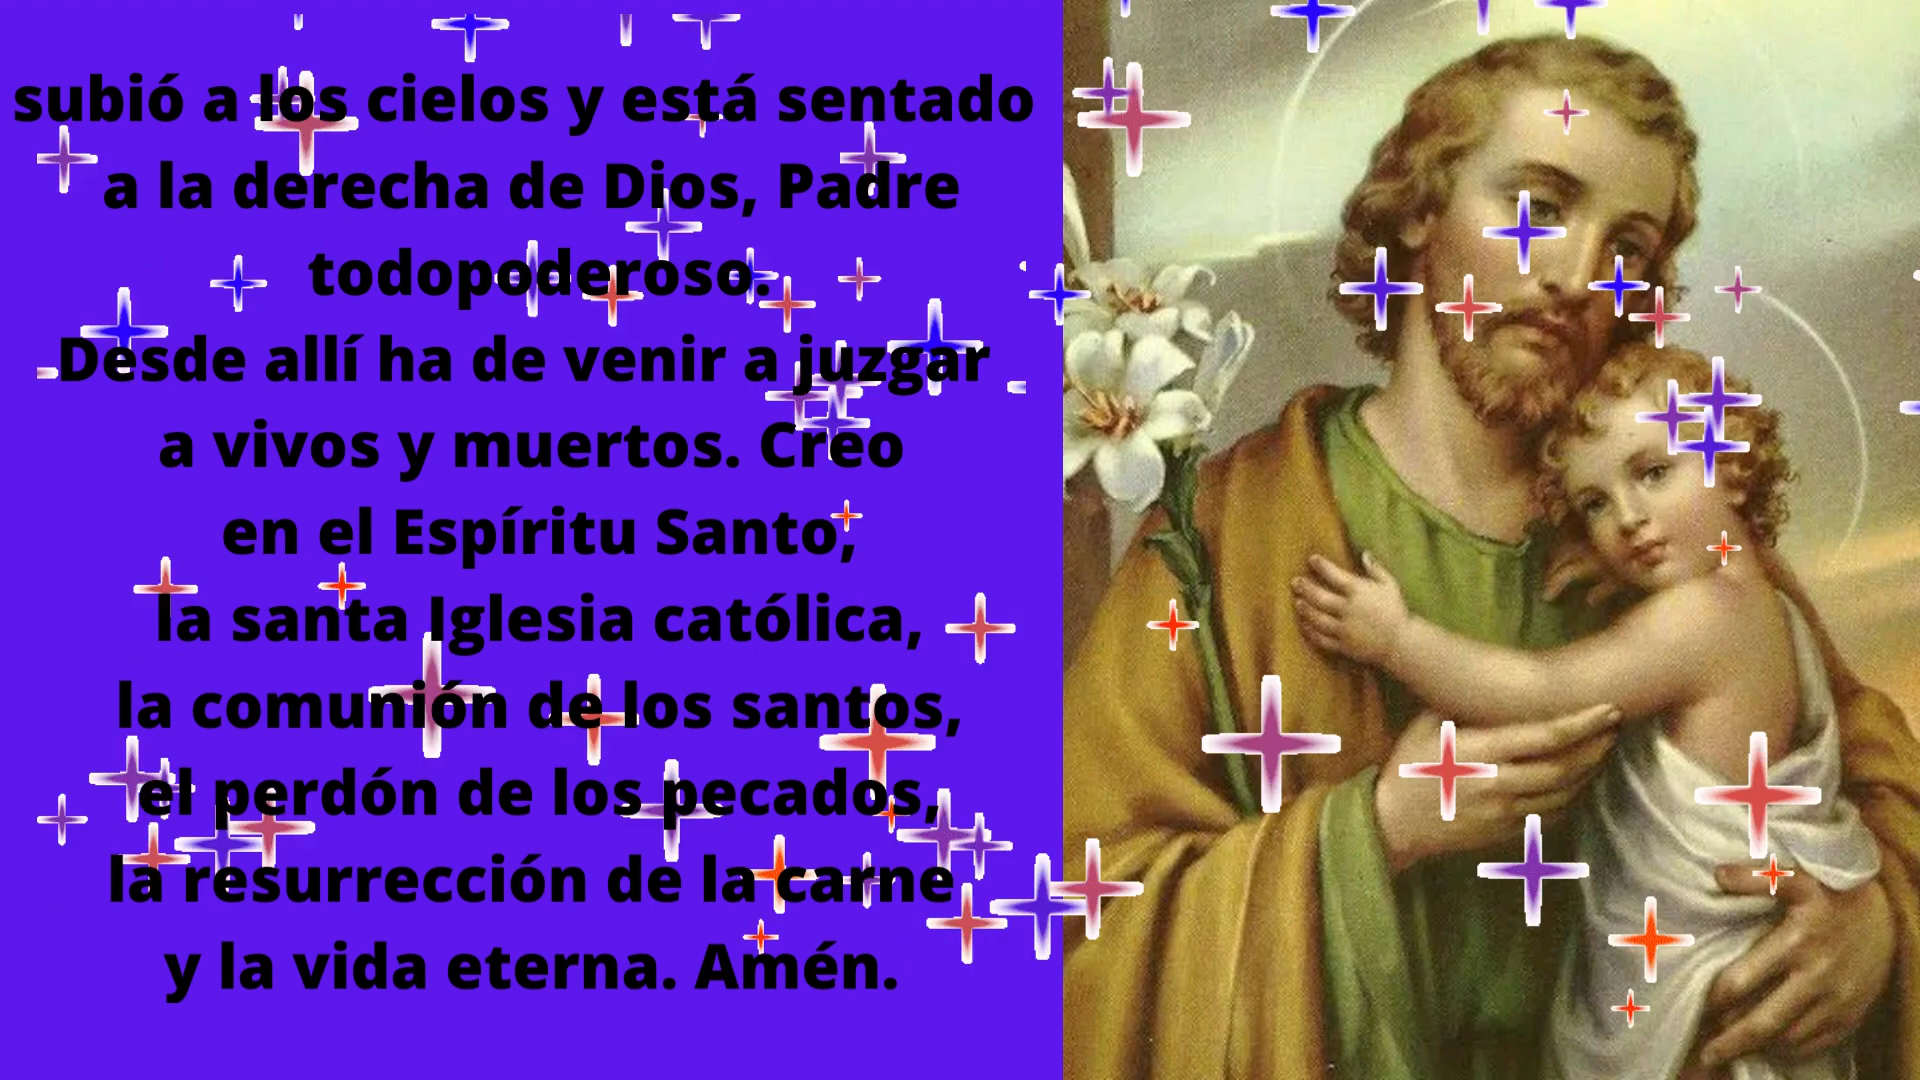 subió a los cielos y está sentado
a la derecha de Dios, Padre
todopoderoso.
Desde allí ha de venir a juzgar
a vivos y muertos. Creo
en el Espíritu Santo,
la santa Iglesia católica,
la comunión de los santos,
el perdón de los pecados,
la resurrección de la carne
y la vida eterna. Amén.